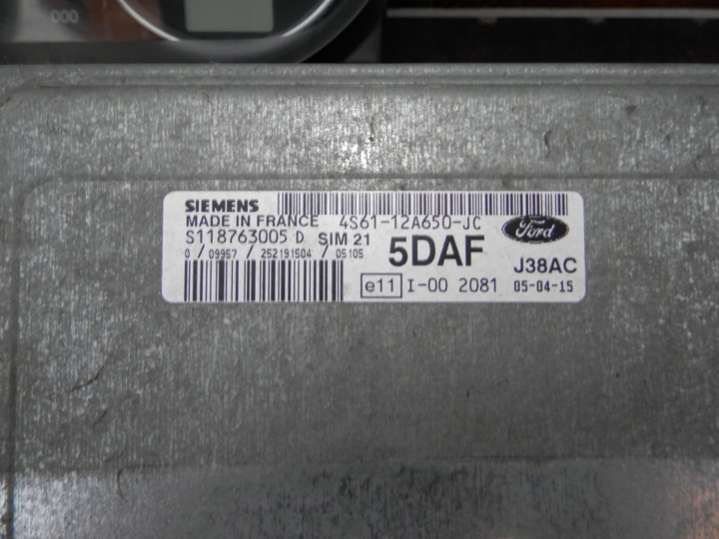 000
SIEMENS
MADE IN FRANCE 4S61-12A650-JC
S118763005 D SIM 21 5DAF Ford
0 / 09957 / 252191504 / 05105 J38AC
e11 I-00 2081 05-04-15